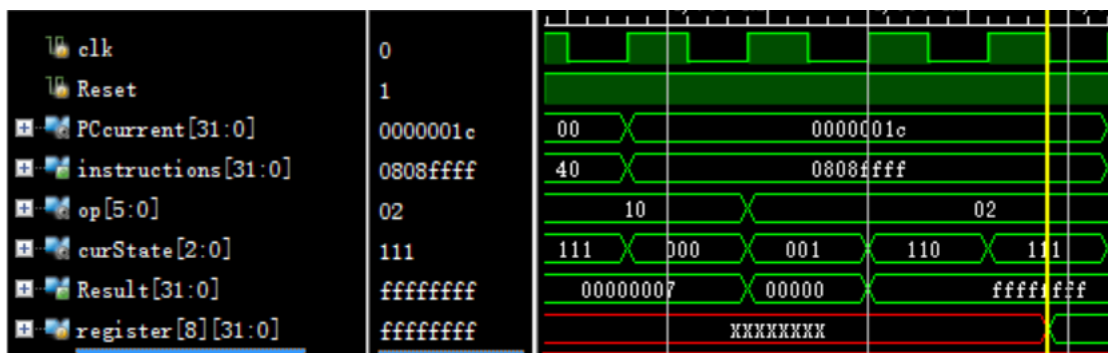 clk 0
Reset 1
PCcurrent[31:0] 0000001c 00 0000001c
instructions[31:0] 0808ffff 40 0808ffff
op[5:0] 02 10 02
curState[2:0] 111 111 000 001 110 111
Result[31:0] ffffffff 00000007 00000 ffffffff
register[8][31:0] ffffffff XXXXXXXX